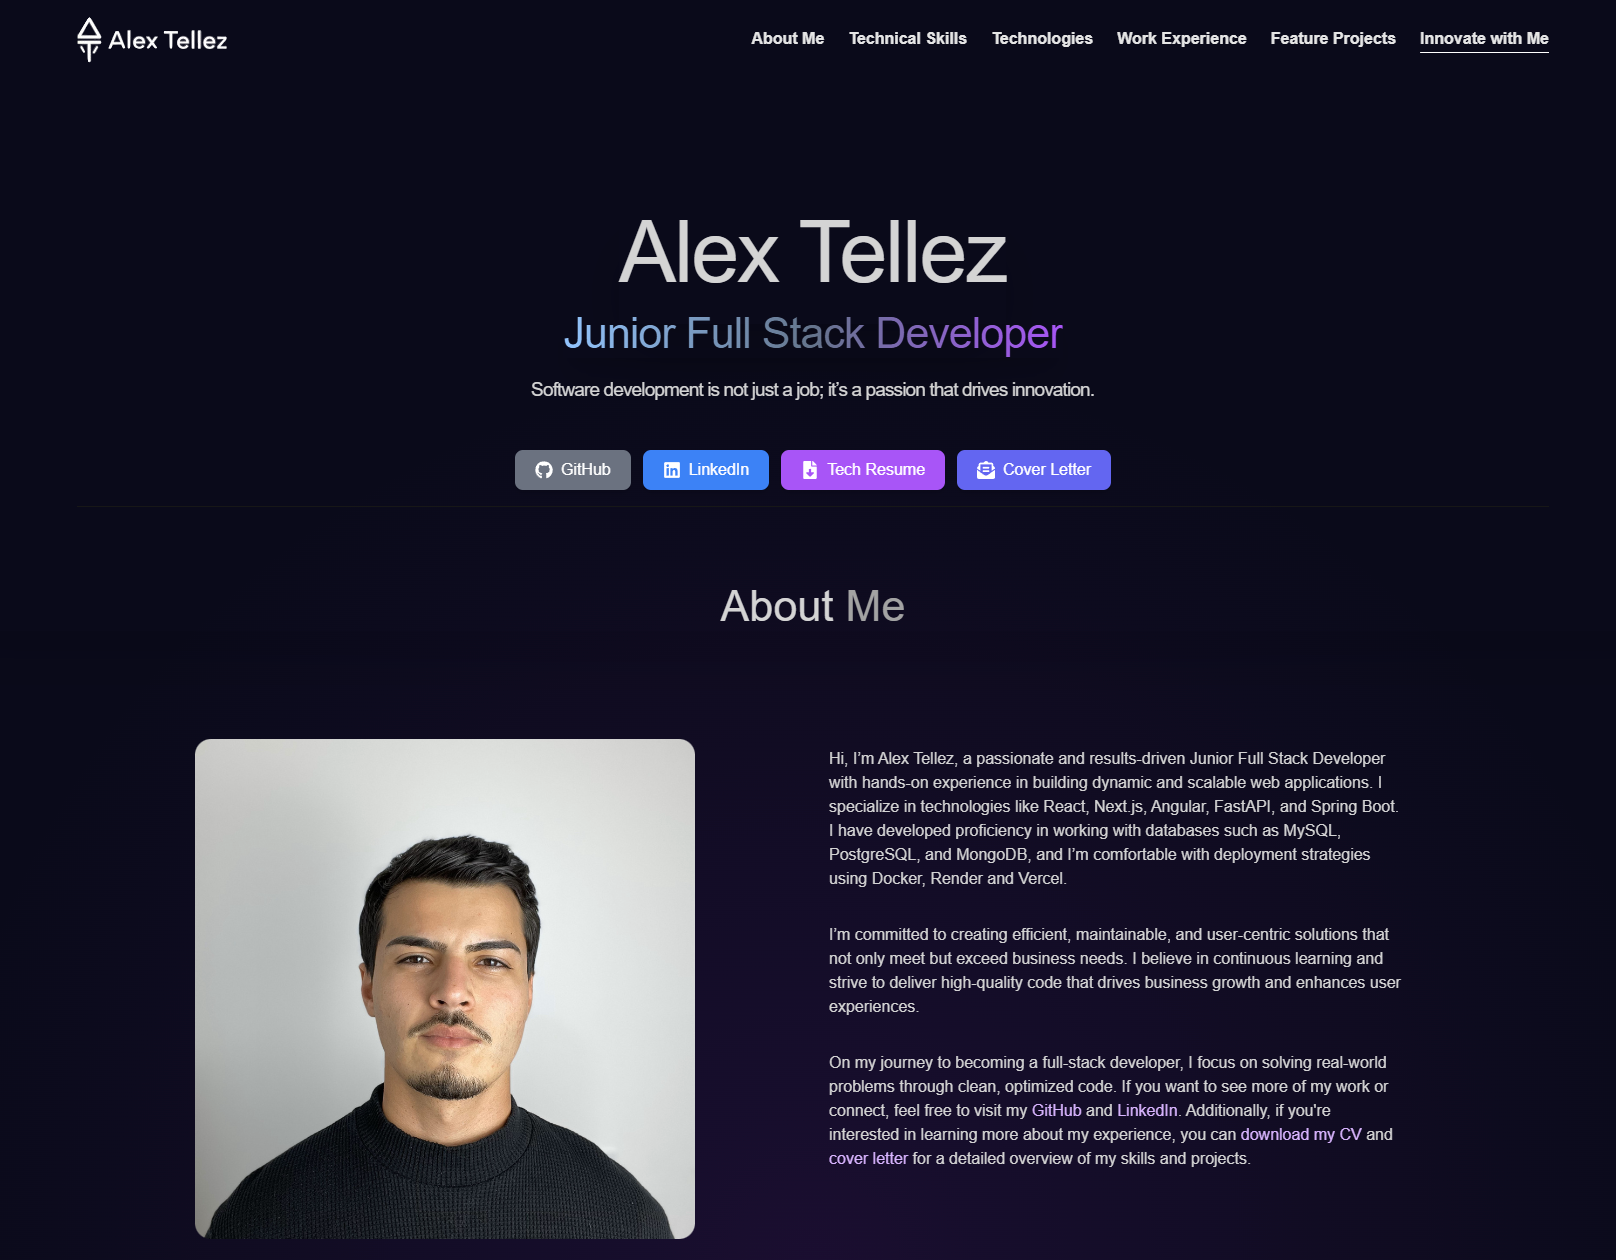 Alex Tellez
About Me
Technical Skills
Technologies
Work Experience
Feature Projects
Innovate with Me
Alex Tellez
Junior Full Stack Developer
Software development is not just a job; it’s a passion that drives innovation.
GitHub
LinkedIn
Tech Resume
Cover Letter
About Me
Hi, I’m Alex Tellez, a passionate and results-driven Junior Full Stack Developer
with hands-on experience in building dynamic and scalable web applications. I
specialize in technologies like React, Next.js, Angular, FastAPI, and Spring Boot.
I have developed proficiency in working with databases such as MySQL,
PostgreSQL, and MongoDB, and I’m comfortable with deployment strategies
using Docker, Render and Vercel.
I’m committed to creating efficient, maintainable, and user-centric solutions that
not only meet but exceed business needs. I believe in continuous learning and
strive to deliver high-quality code that drives business growth and enhances user
experiences.
On my journey to becoming a full-stack developer, I focus on solving real-world
problems through clean, optimized code. If you want to see more of my work or
connect, feel free to visit my GitHub and LinkedIn. Additionally, if you're
interested in learning more about my experience, you can download my CV and
cover letter for a detailed overview of my skills and projects.